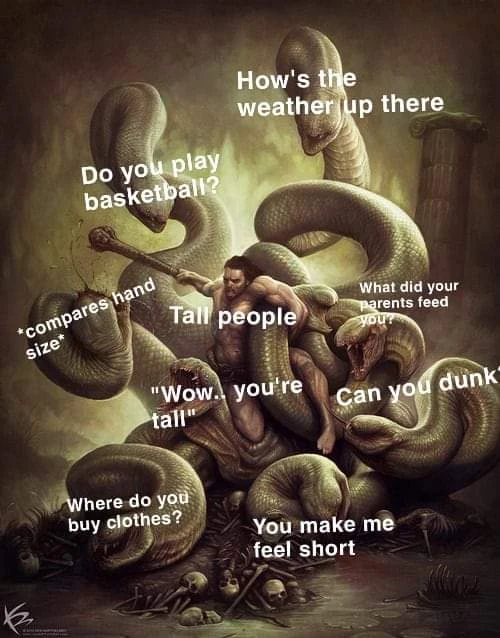 How's the
weather up there
Do you play
basketball?
*compares hand
size*
Tall people
What did your
parents feed
you?
"Wow.. you're
tall"
Can you dunk?
Where do you
buy clothes?
You make me
feel short